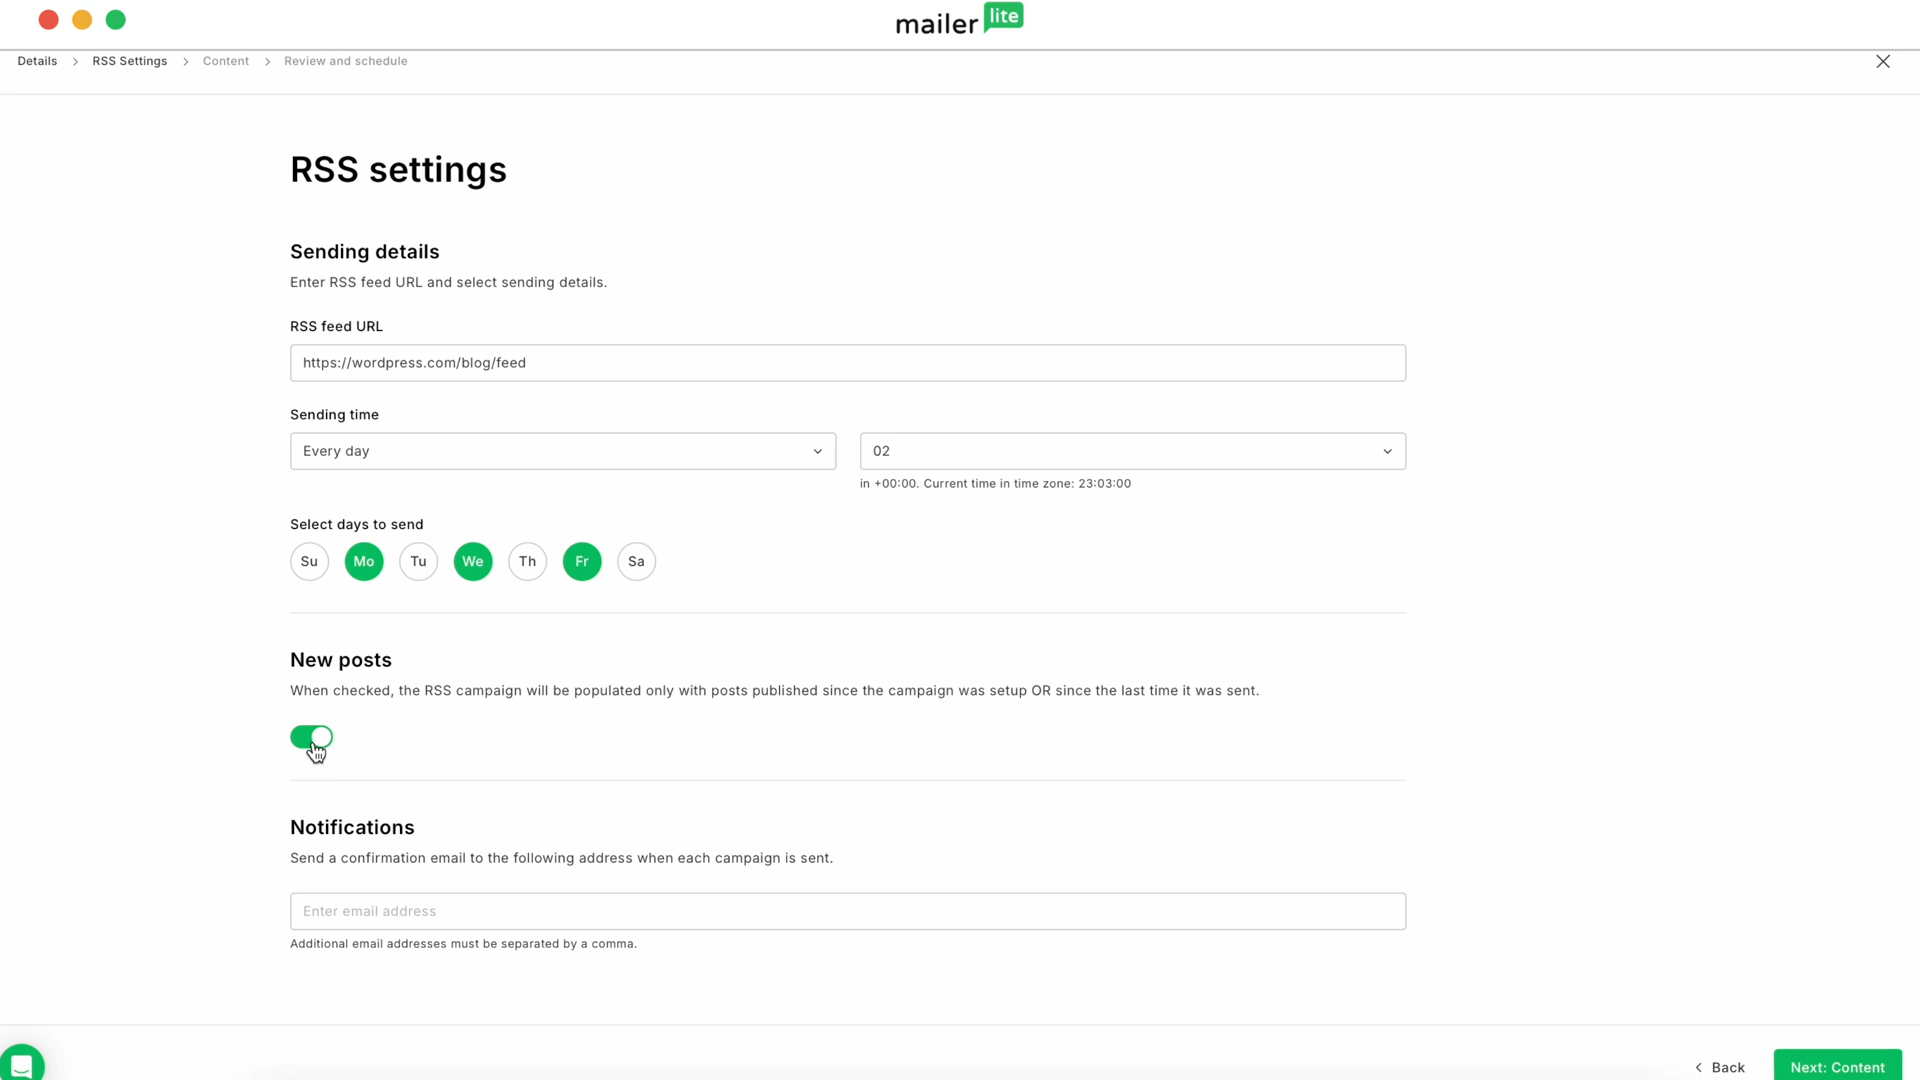 mailer lite
Details > RSS Settings > Content > Review and schedule
RSS settings
Sending details
Enter RSS feed URL and select sending details.
RSS feed URL
https://wordpress.com/blog/feed
Sending time
Every day 02
in +00:00. Current time in time zone: 23:03:00
Select days to send
Su Mo Tu We Th Fr Sa
New posts
When checked, the RSS campaign will be populated only with posts published since the campaign was setup OR since the last time it was sent.
Notifications
Send a confirmation email to the following address when each campaign is sent.
Enter email address
Additional email addresses must be separated by a comma.
Back Next: Content